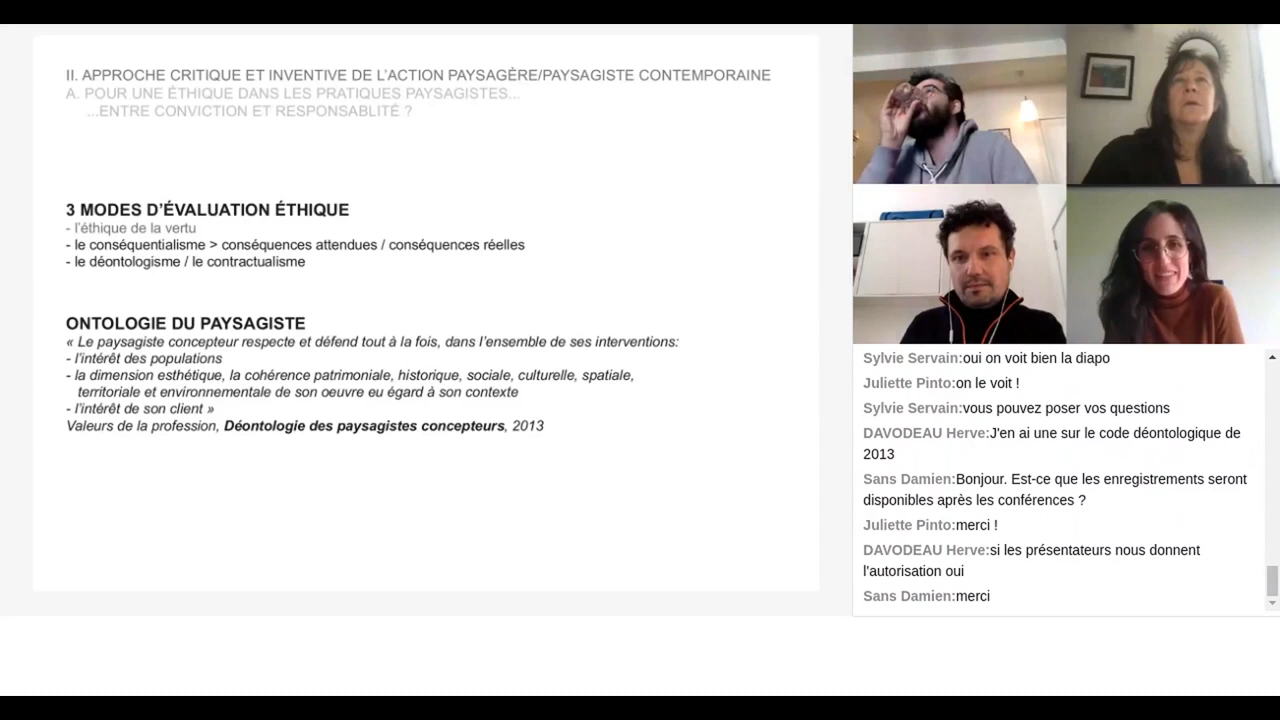 II. APPROCHE CRITIQUE ET INVENTIVE DE L'ACTION PAYSAGÈRE/PAYSAGISTE CONTEMPORAINE
A. POUR UNE ÉTHIQUE DANS LES PRATIQUES PAYSAGISTES...
...ENTRE CONVICTION ET RESPONSABLITÉ ?
3 MODES D'ÉVALUATION ÉTHIQUE
- l'éthique de la vertu
- le conséquentialisme > conséquences attendues / conséquences réelles
- le déontologisme / le contractualisme
ONTOLOGIE DU PAYSAGISTE
« Le paysagiste concepteur respecte et défend tout à la fois, dans l'ensemble de ses interventions:
- l'intérêt des populations
- la dimension esthétique, la cohérence patrimoniale, historique, sociale, culturelle, spatiale,
territoriale et environnementale de son oeuvre eu égard à son contexte
- l'intérêt de son client »
Valeurs de la profession, Déontologie des paysagistes concepteurs, 2013
Sylvie Servain:oui on voit bien la diapo
Juliette Pinto:on le voit !
Sylvie Servain:vous pouvez poser vos questions
DAVODEAU Herve:J'en ai une sur le code déontologique de
2013
Sans Damien:Bonjour. Est-ce que les enregistrements seront
disponibles après les conférences ?
Juliette Pinto:merci !
DAVODEAU Herve:si les présentateurs nous donnent
l'autorisation oui
Sans Damien:merci